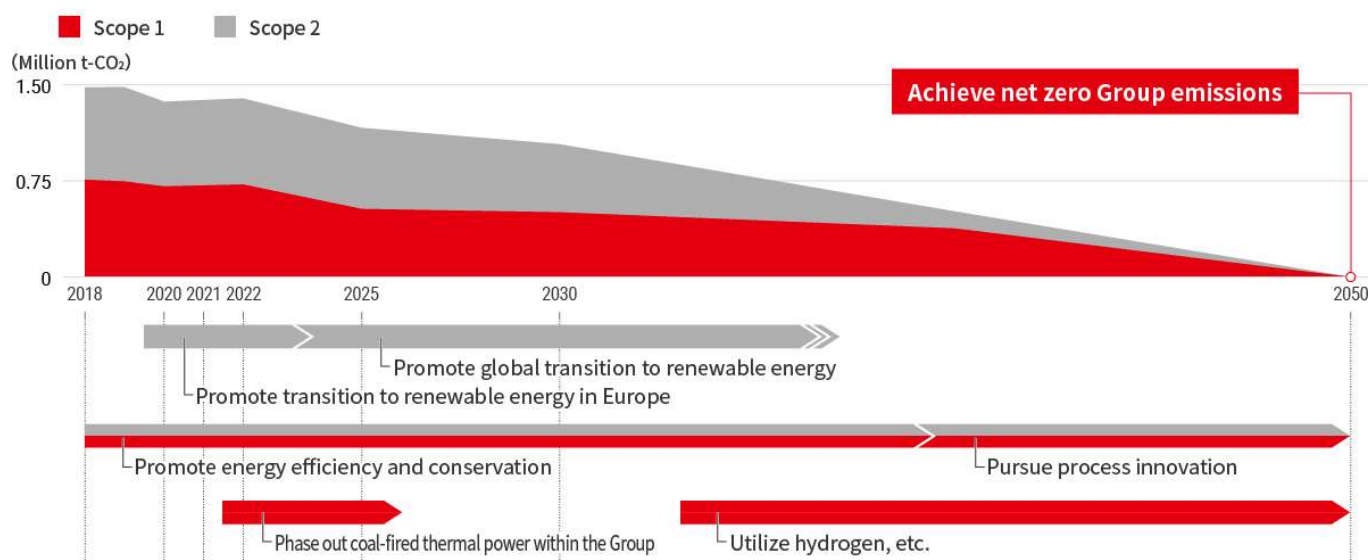 Scope 1 Scope 2
(Million t-CO₂)
1.50
Achieve net zero Group emissions
0.75
0
2018 2020 2021 2022 2025 2030 2050
Promote global transition to renewable energy
Promote transition to renewable energy in Europe
Promote energy efficiency and conservation
Pursue process innovation
Phase out coal-fired thermal power within the Group
Utilize hydrogen, etc.